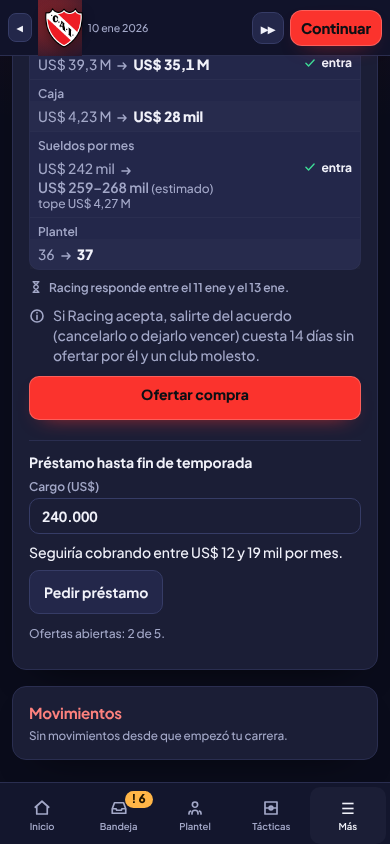 10 ene 2026
Continuar
US$ 39,3 M → US$ 35,1 M
entra
Caja
US$ 4,23 M → US$ 28 mil
Sueldos por mes
US$ 242 mil →
entra
US$ 259–268 mil (estimado)
tope US$ 4,27 M
Plantel
36 → 37
Racing responde entre el 11 ene y el 13 ene.
Si Racing acepta, salirte del acuerdo
(cancelarlo o dejarlo vencer) cuesta 14 días sin
ofertar por él y un club molesto.
Ofertar compra
Préstamo hasta fin de temporada
Cargo (US$)
240.000
Seguiría cobrando entre US$ 12 y 19 mil por mes.
Pedir préstamo
Ofertas abiertas: 2 de 5.
Movimientos
Sin movimientos desde que empezó tu carrera.
! 6
Inicio
Bandeja
Plantel
Tácticas
Más